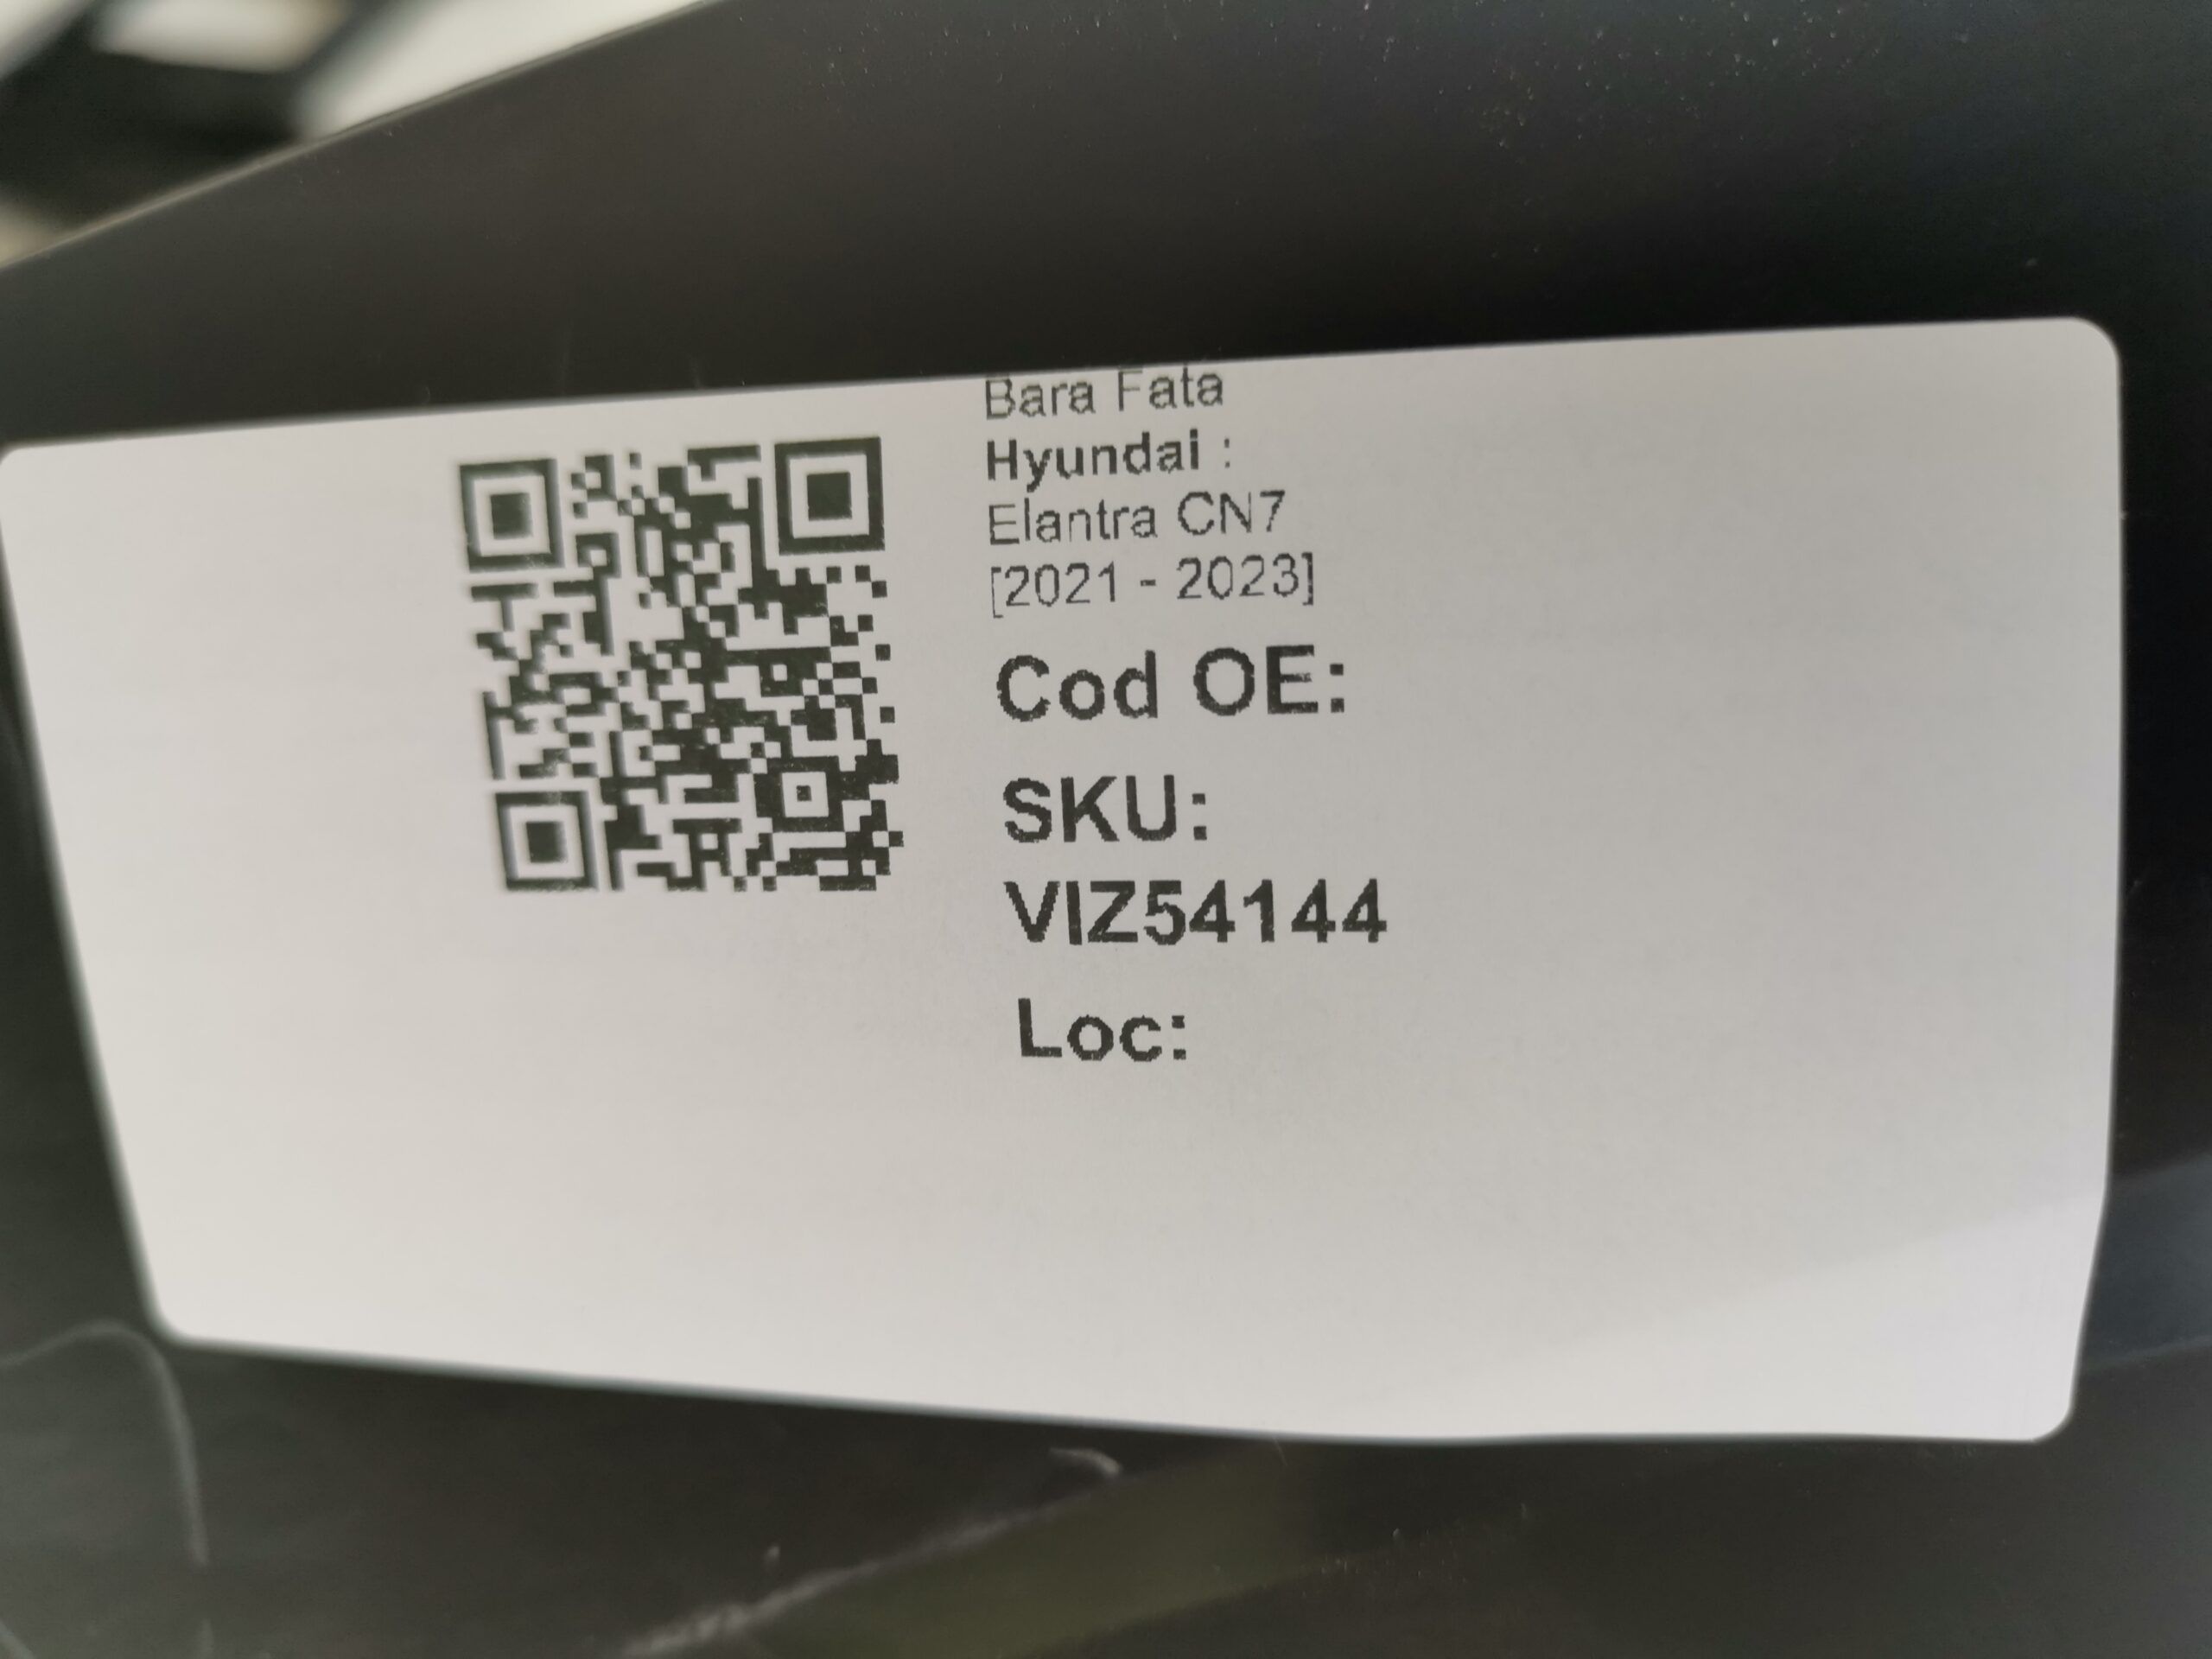 Bara Fata
Hyundai :
Elantra CN7
[2021 - 2023]
Cod OE:
SKU:
VIZ54144
Loc: